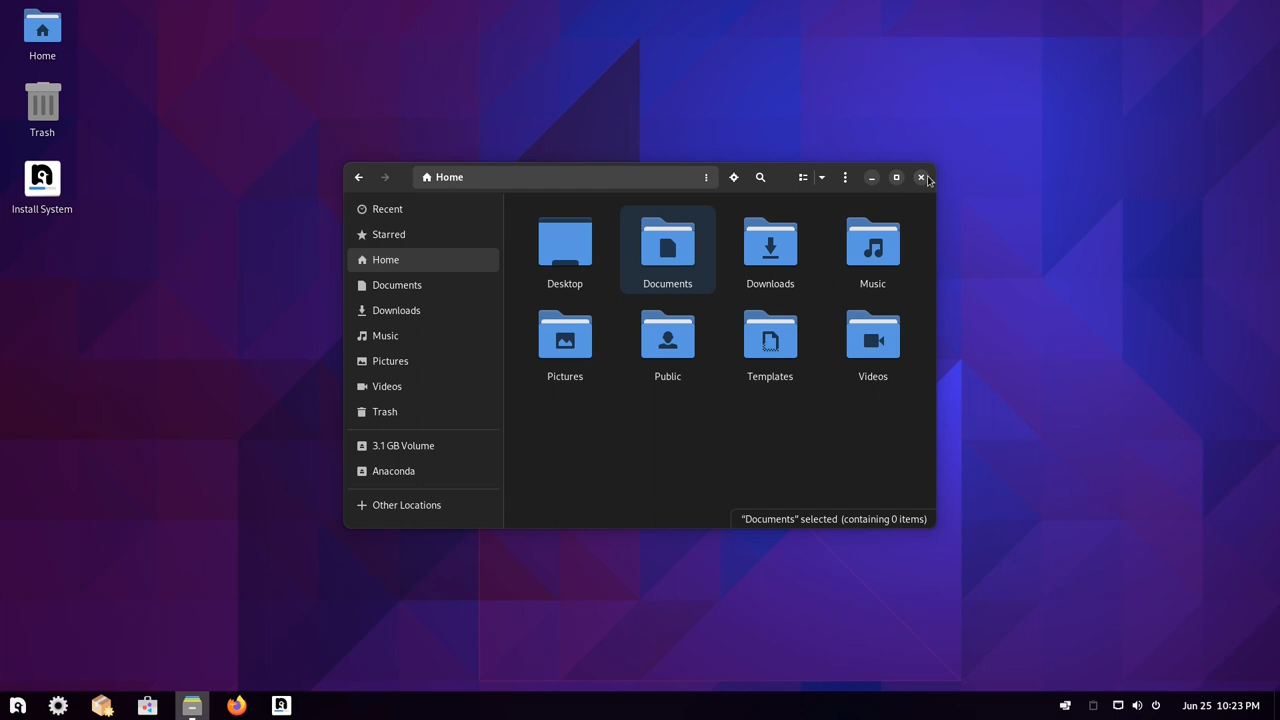 Home
Trash
Install System
Home
Recent
Starred
Home
Documents
Downloads
Music
Pictures
Videos
Trash
3.1 GB Volume
Anaconda
Other Locations
Desktop
Documents
Downloads
Music
Pictures
Public
Templates
Videos
"Documents" selected (containing 0 items)
Jun 25 10:23 PM